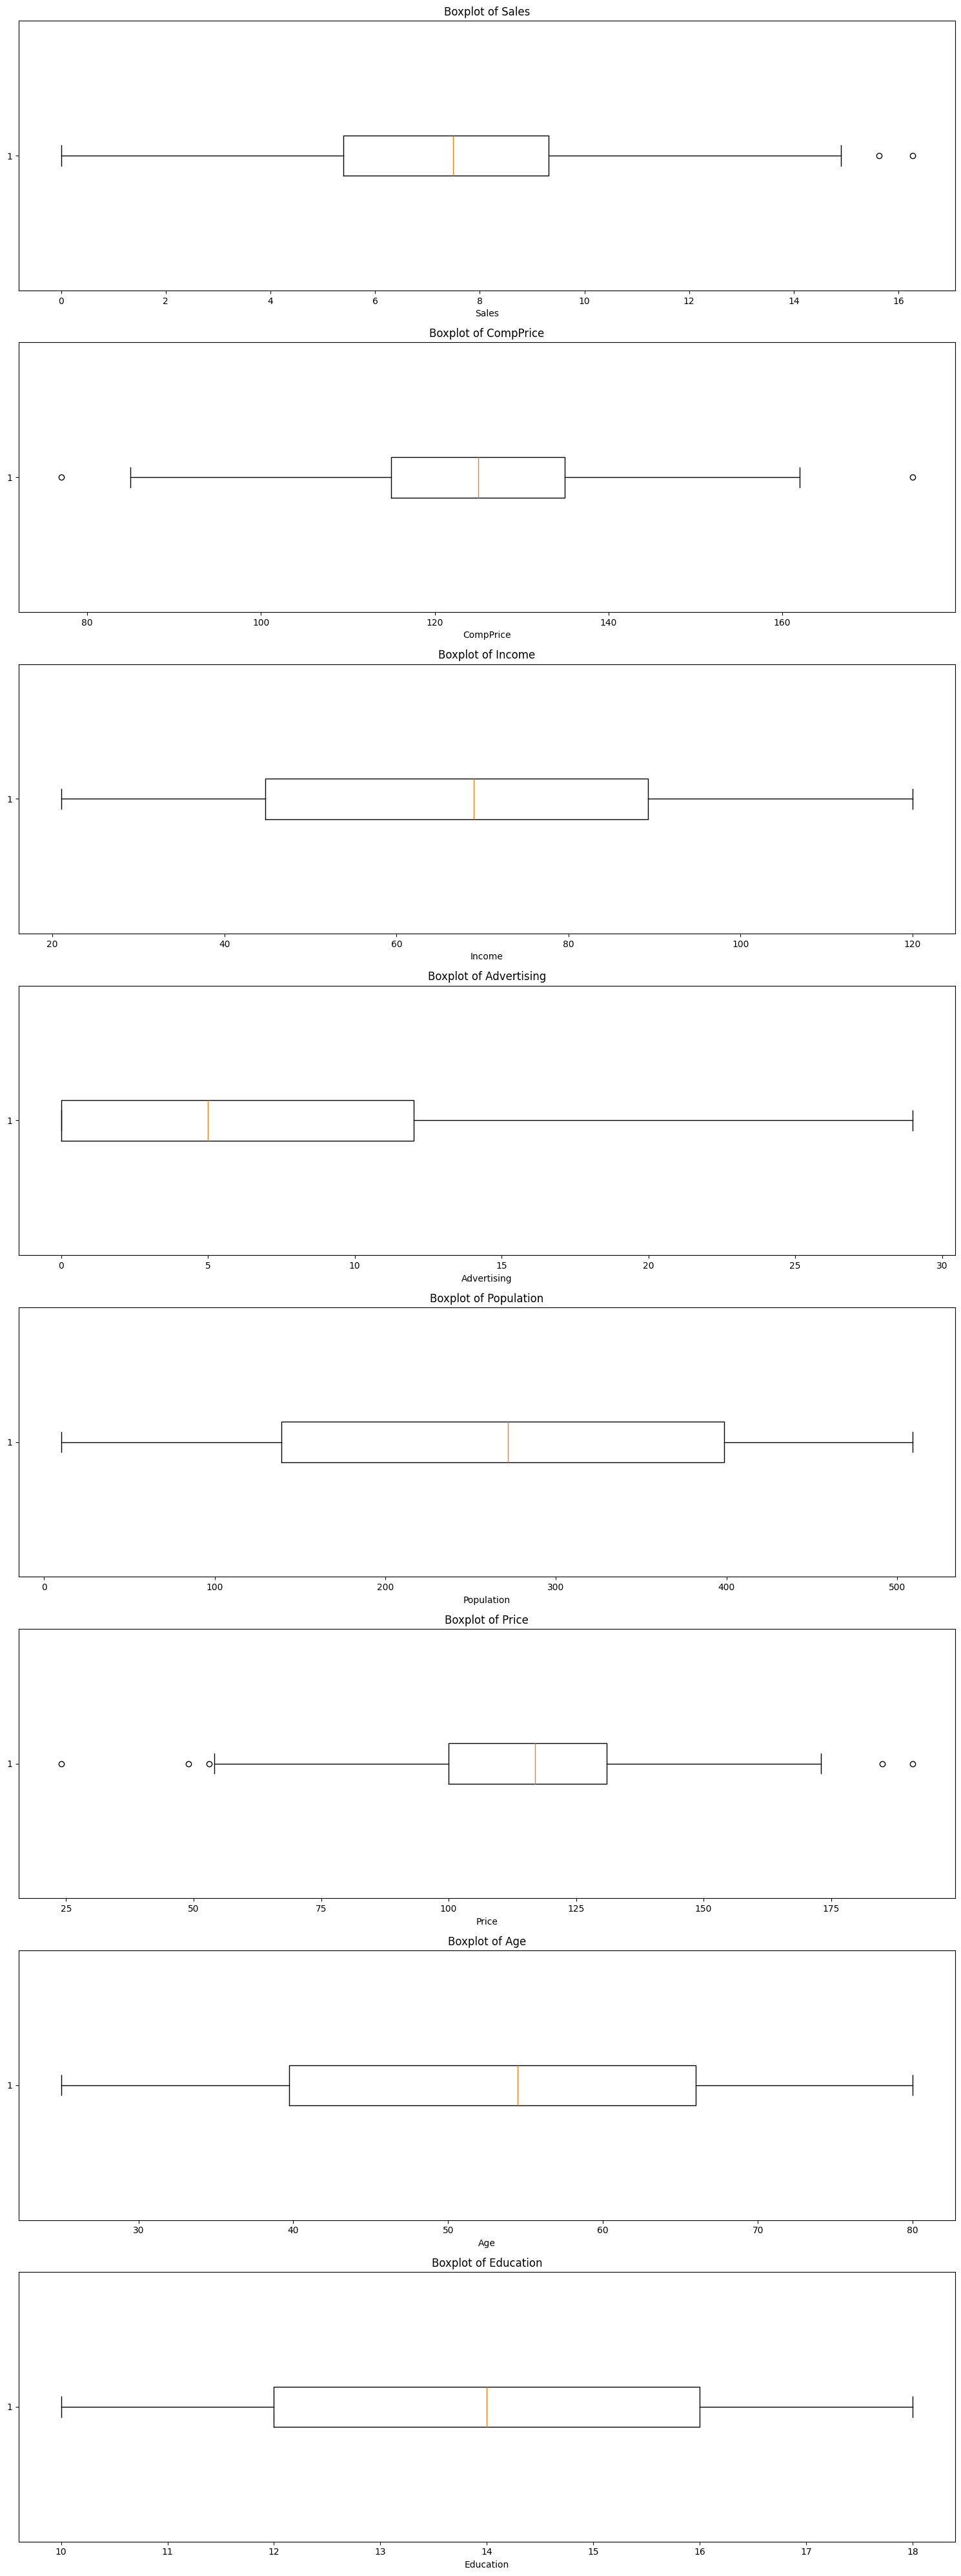 Boxplot of Sales
1
0 2 4 6 8 10 12 14 16
Sales
Boxplot of CompPrice
1
80 100 120 140 160
CompPrice
Boxplot of Income
1
20 40 60 80 100 120
Income
Boxplot of Advertising
1
0 5 10 15 20 25 30
Advertising
Boxplot of Population
1
0 100 200 300 400 500
Population
Boxplot of Price
1
25 50 75 100 125 150 175
Price
Boxplot of Age
1
30 40 50 60 70 80
Age
Boxplot of Education
1
10 11 12 13 14 15 16 17 18
Education